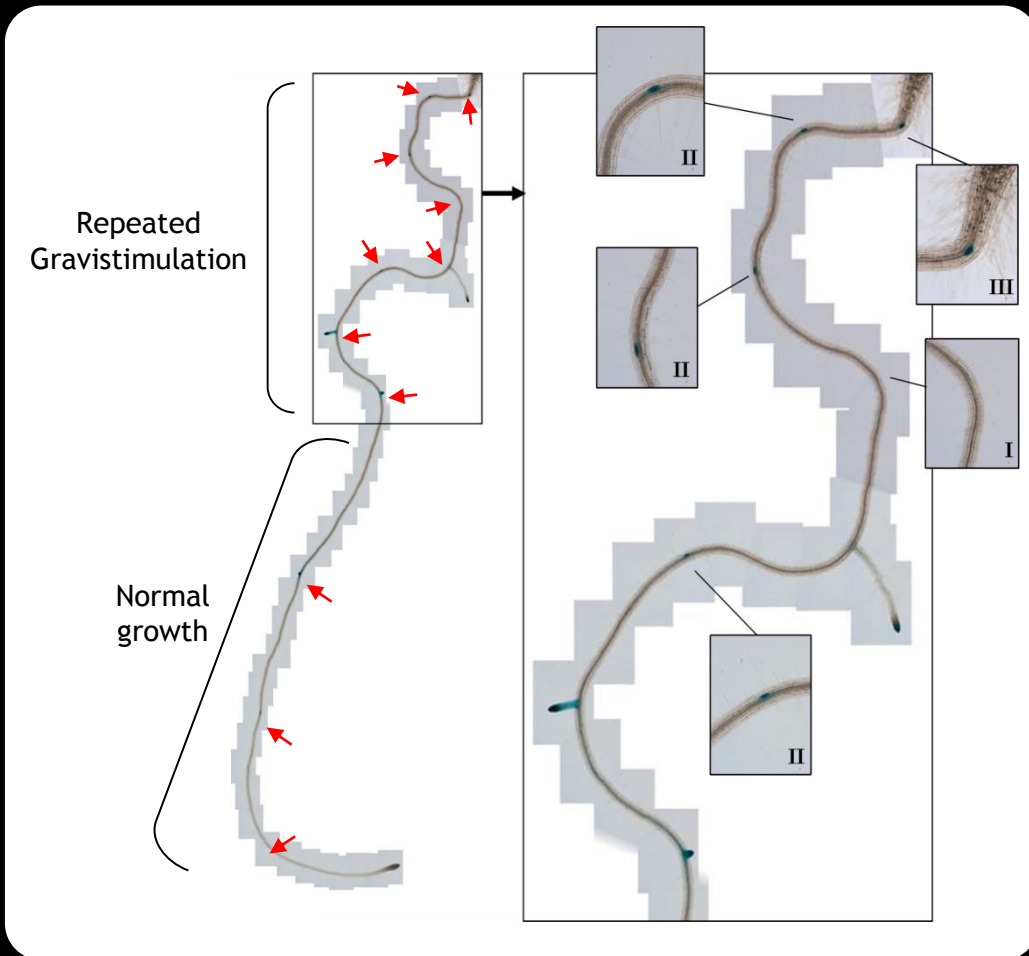 Repeated
Gravistimulation
Normal
growth
II
III
II
I
II